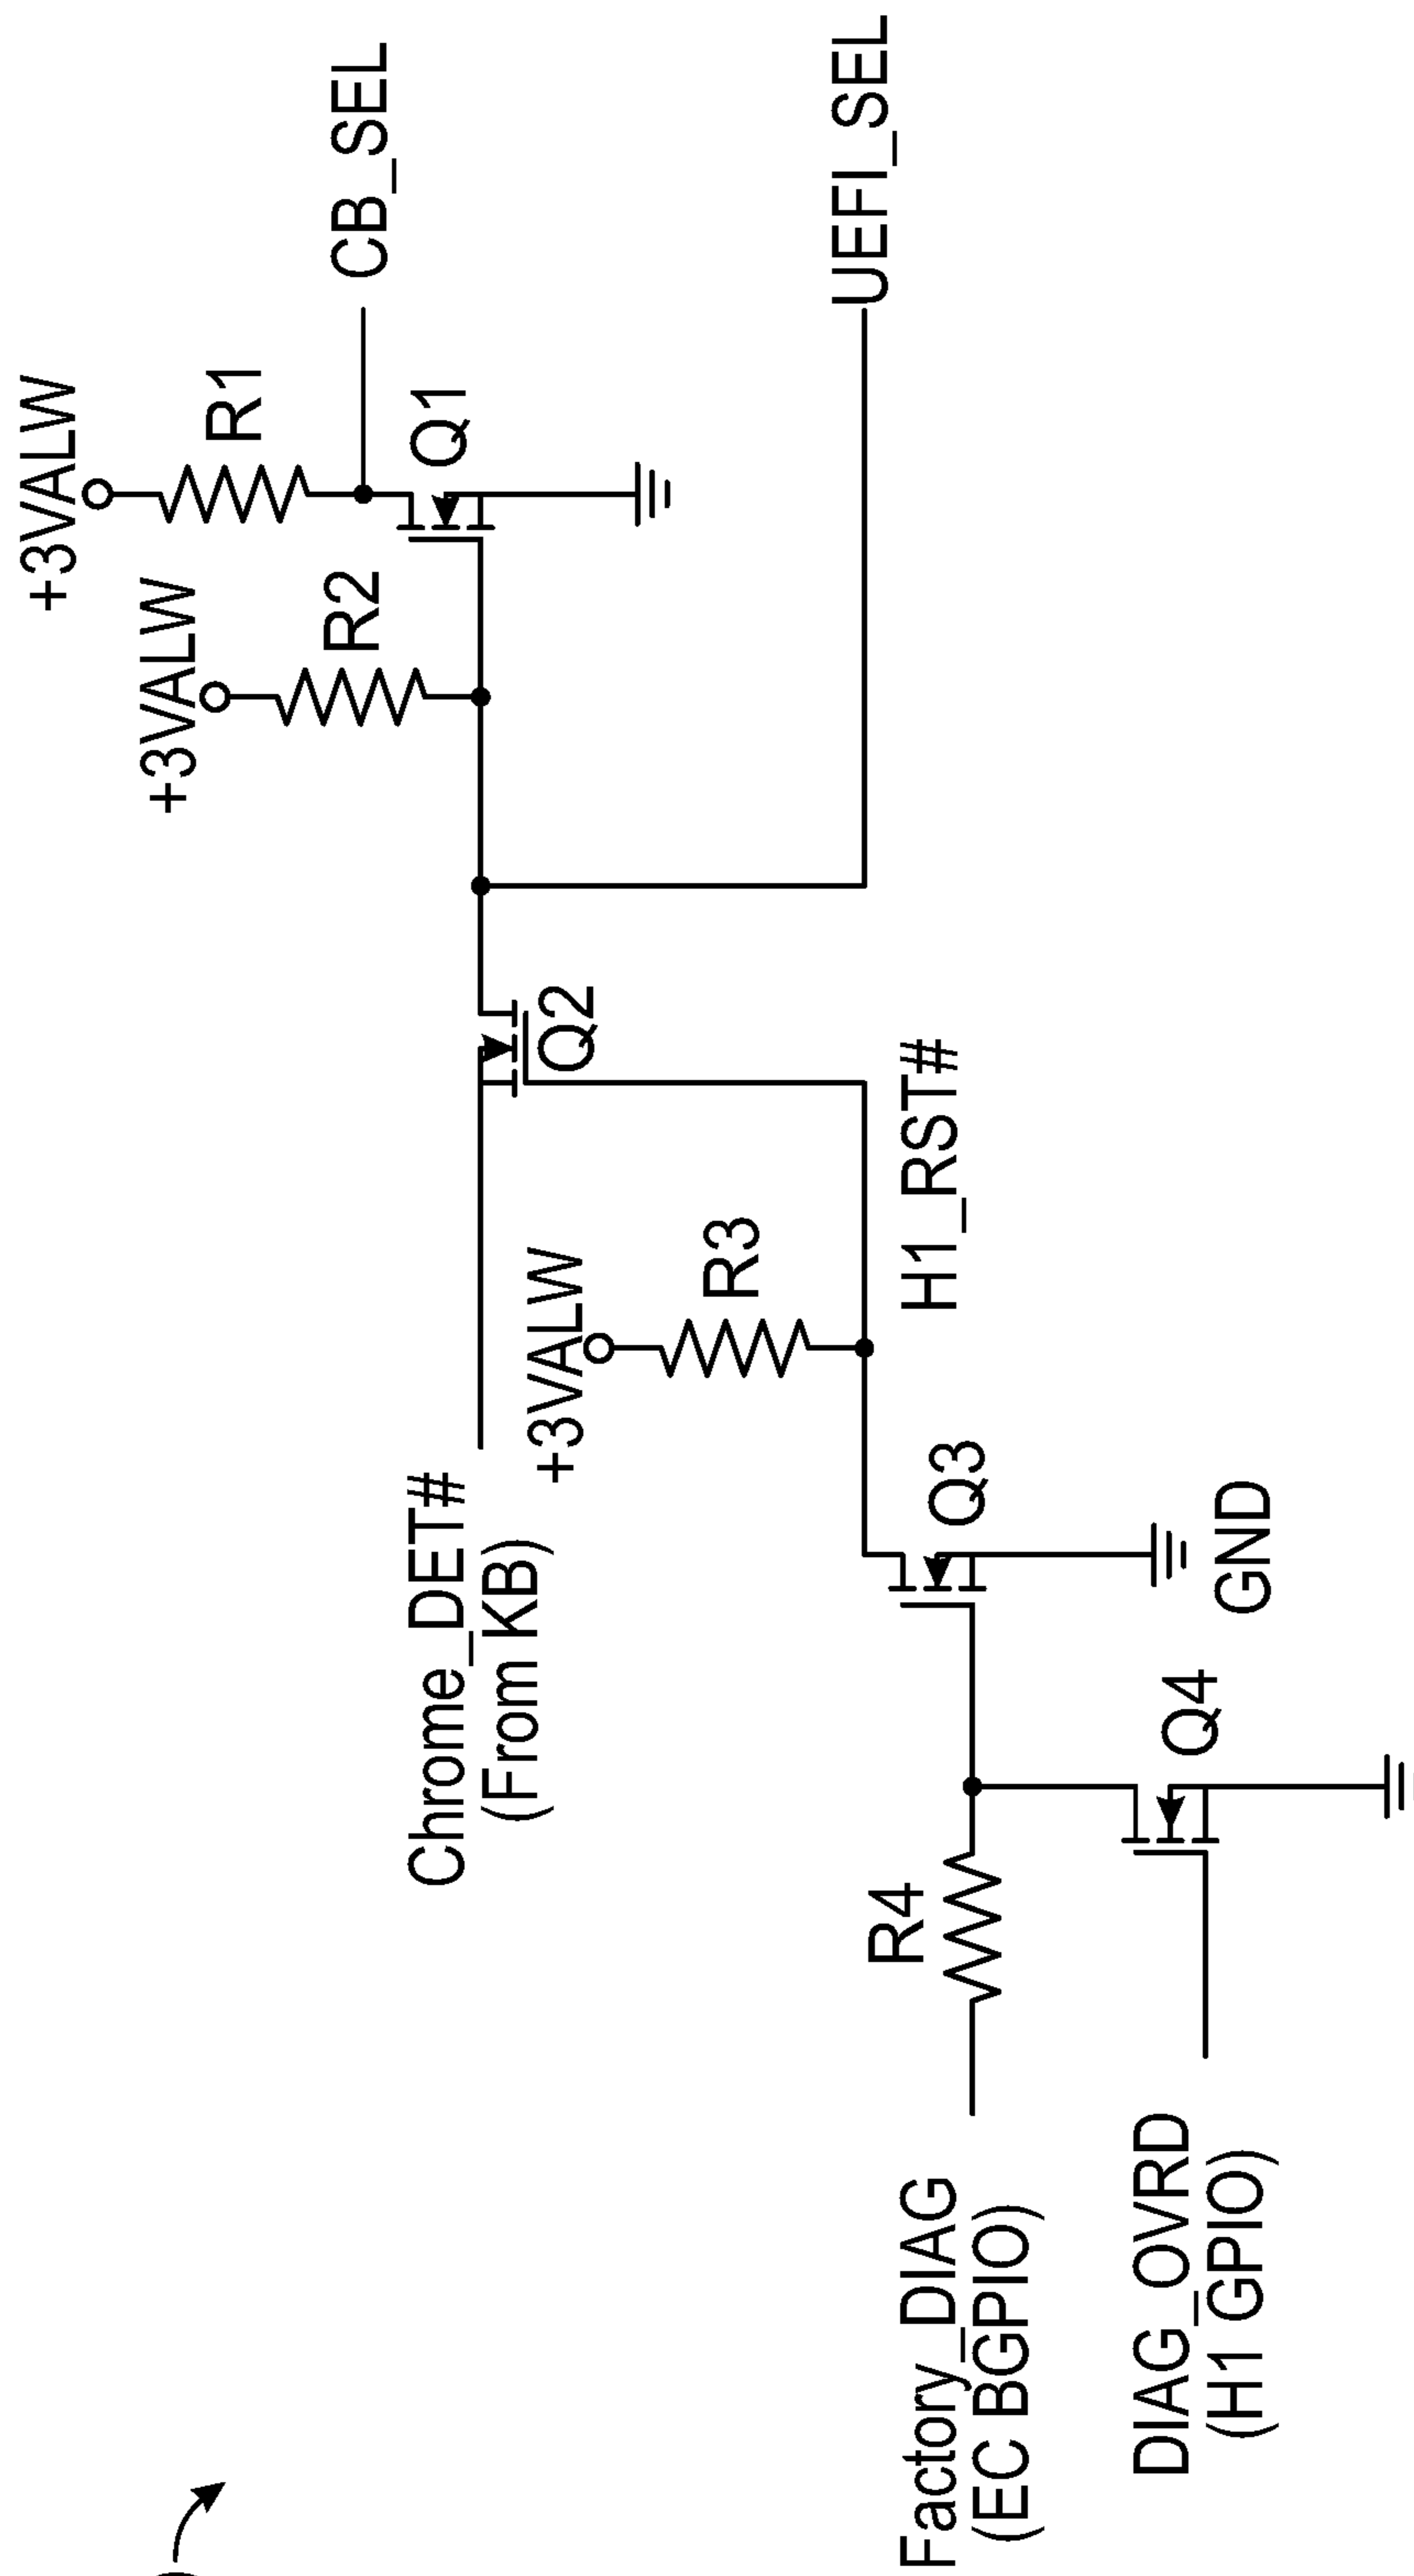 +3VALW
R1
CB_SEL
+3VALW
R2
Q1
UEFI_SEL
Q2
Chrome_DET#
(From KB)
+3VALW
R3
H1_RST#
Q3
GND
R4
Q4
Factory_DIAG
(EC BGPIO)
DIAG_OVRD
(H1 GPIO)